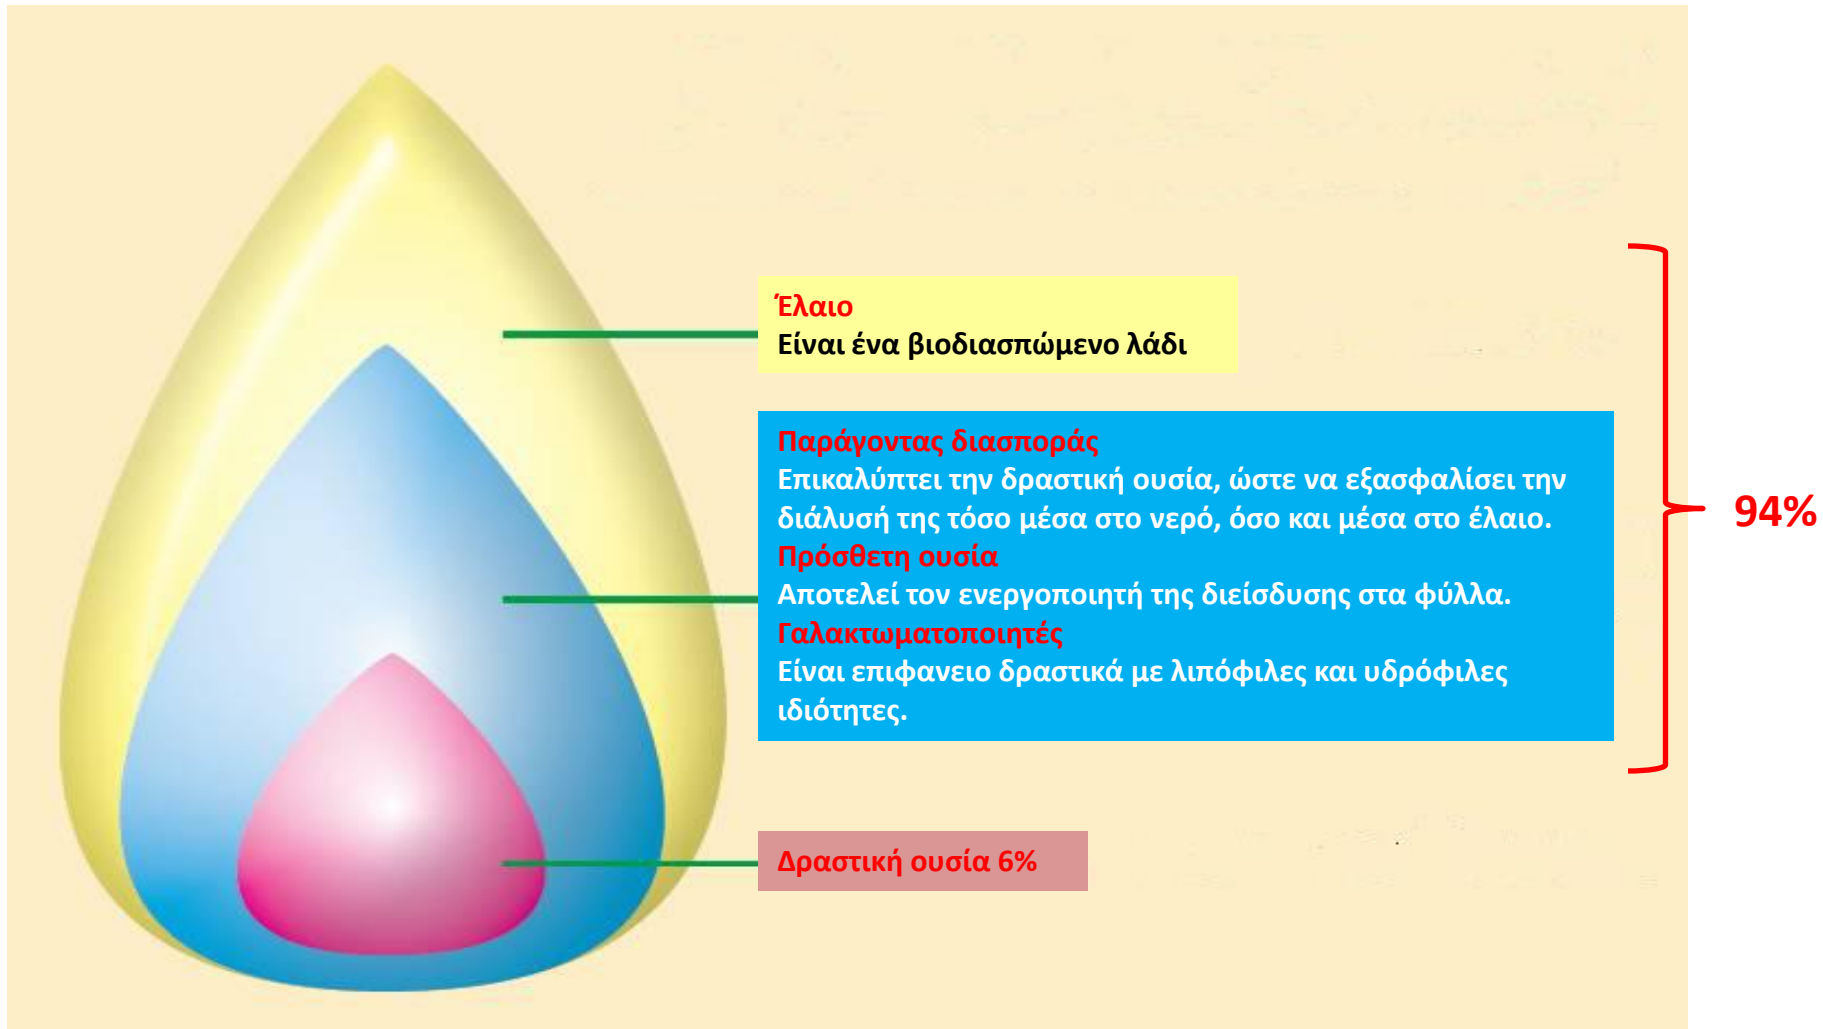 Έλαιο
Είναι ένα βιοδιασπώμενο λάδι
Παράγοντας διασποράς
Επικαλύπτει την δραστική ουσία, ώστε να εξασφαλίσει την
διάλυσή της τόσο μέσα στο νερό, όσο και μέσα στο έλαιο.
Πρόσθετη ουσία
Αποτελεί τον ενεργοποιητή της διείσδυσης στα φύλλα.
Γαλακτωματοποιητές
Είναι επιφανειο δραστικά με λιπόφιλες και υδρόφιλες
ιδιότητες.
94%
Δραστική ουσία 6%